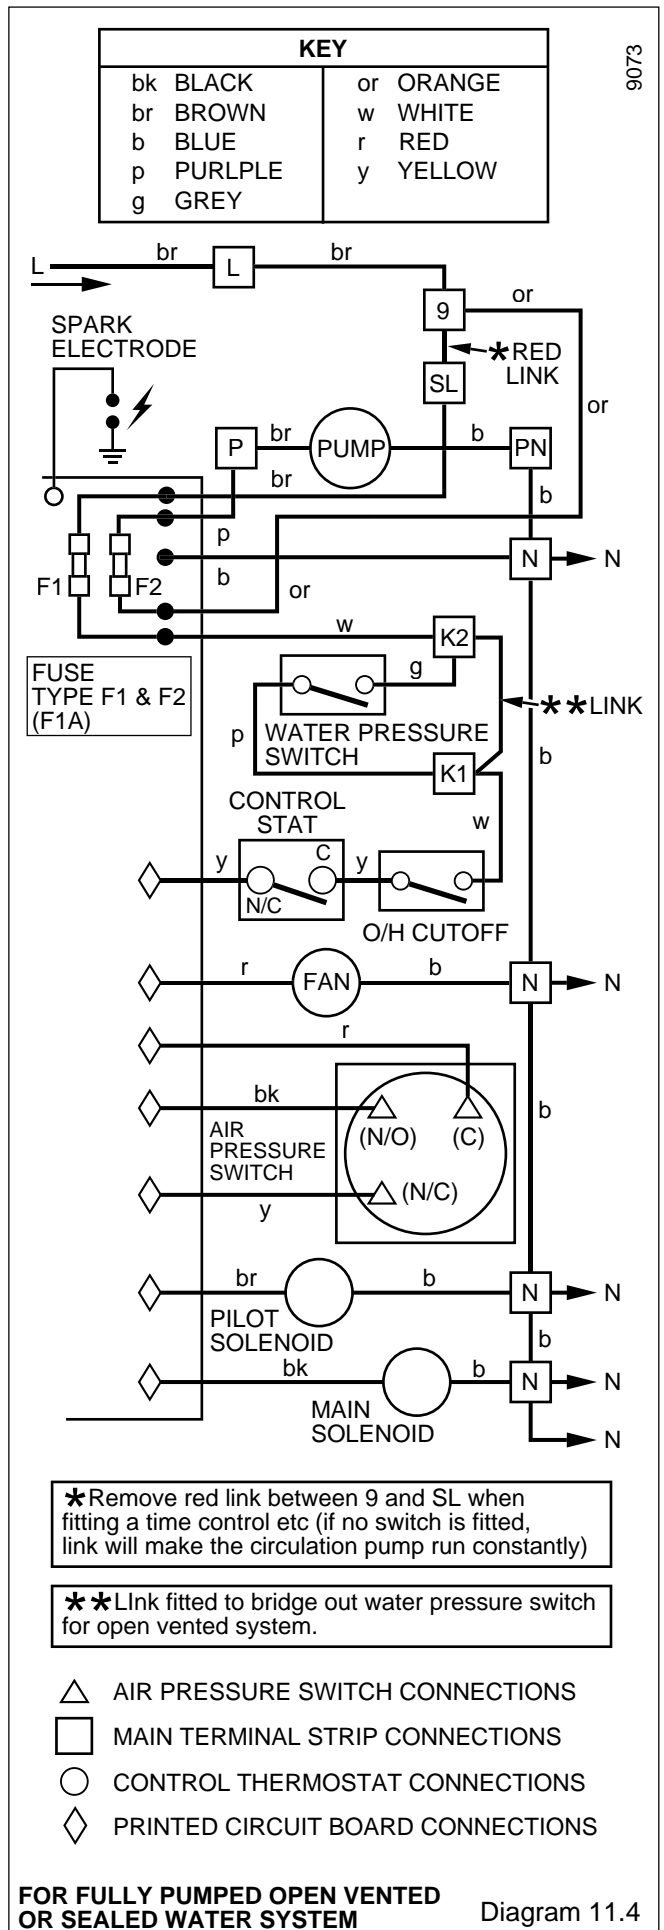 KEY
9073
bk BLACK
br BROWN
b BLUE
p PURLPLE
g GREY
or ORANGE
w WHITE
r RED
y YELLOW
L
br
L
br
9
or
SPARK
ELECTRODE
*RED
LINK
SL
or
P
br
PUMP
b
PN
br
b
p
N
N
F1
F2
b
or
w
K2
FUSE
TYPE F1 & F2
(F1A)
g
**LINK
p
WATER PRESSURE
SWITCH
b
K1
CONTROL
STAT
w
y
C
y
N/C
O/H CUTOFF
r
FAN
b
N
N
r
bk
AIR
PRESSURE
SWITCH
(N/O)
(C)
b
(N/C)
y
br
b
N
N
PILOT
SOLENOID
b
bk
b
N
N
MAIN
SOLENOID
N
*Remove red link between 9 and SL when
fitting a time control etc (if no switch is fitted,
link will make the circulation pump run constantly)
**LInk fitted to bridge out water pressure switch
for open vented system.
AIR PRESSURE SWITCH CONNECTIONS
MAIN TERMINAL STRIP CONNECTIONS
CONTROL THERMOSTAT CONNECTIONS
PRINTED CIRCUIT BOARD CONNECTIONS
FOR FULLY PUMPED OPEN VENTED
OR SEALED WATER SYSTEM
Diagram 11.4